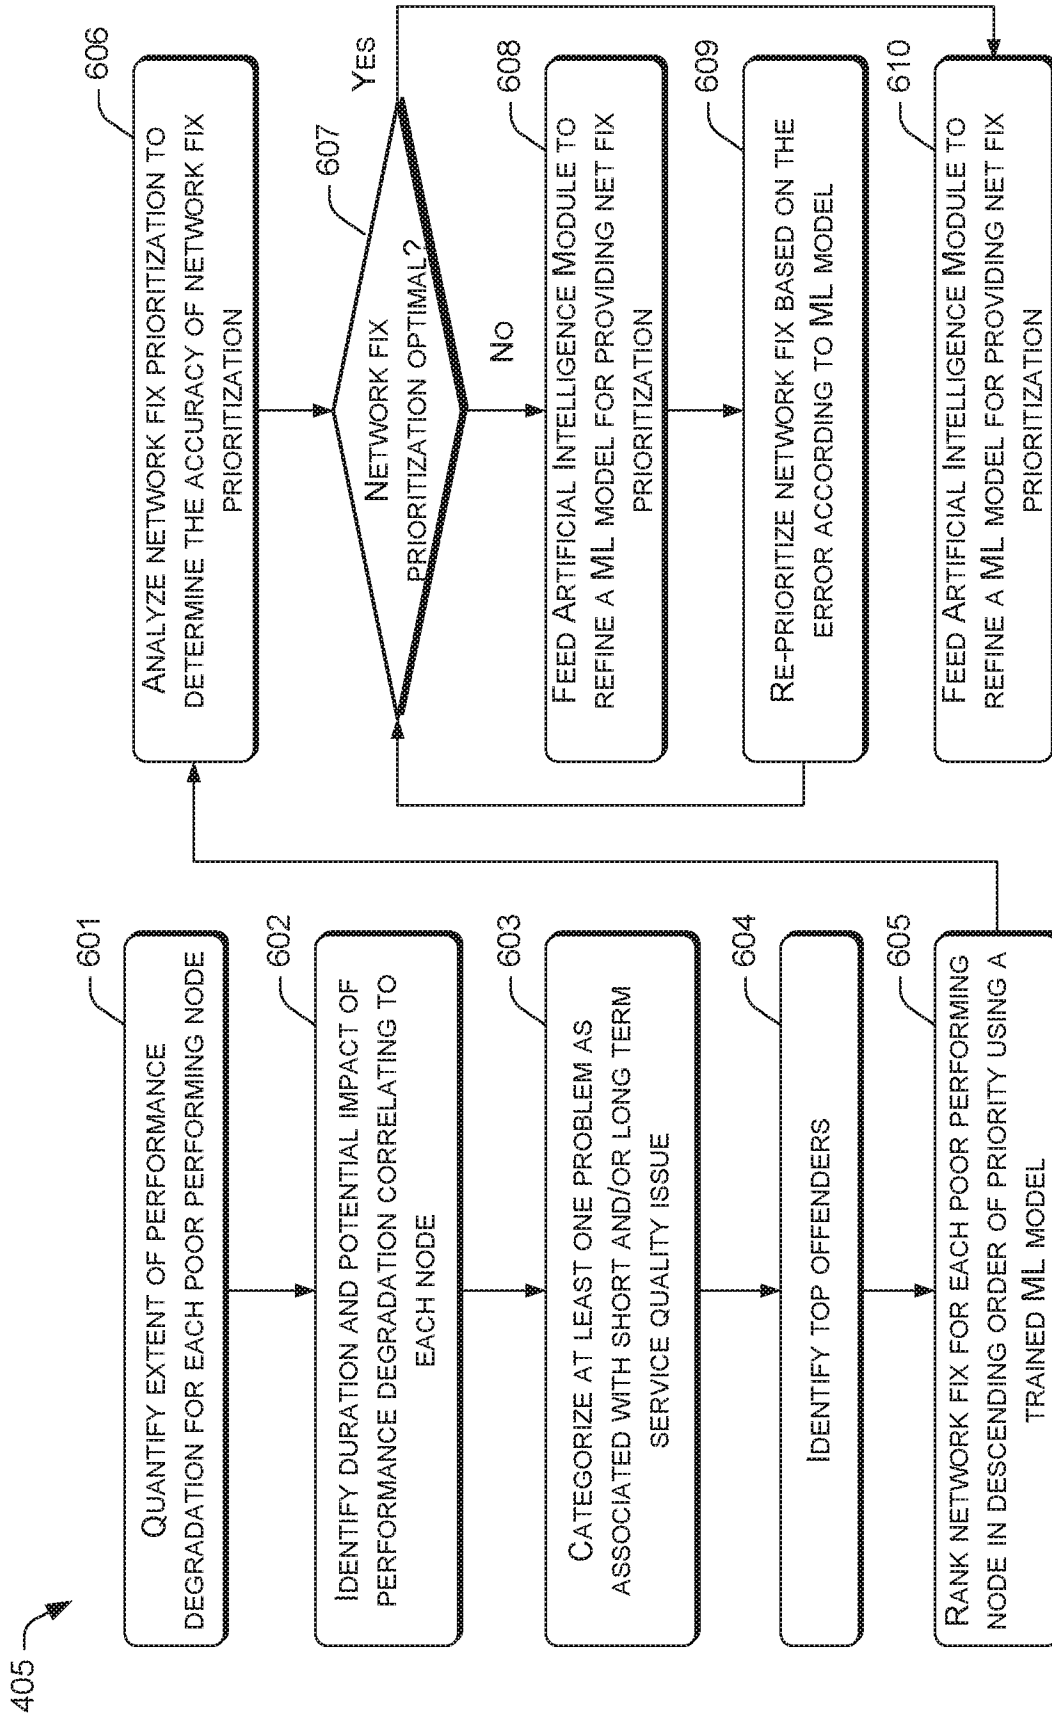 405
601
QUANTIFY EXTENT OF PERFORMANCE
DEGRADATION FOR EACH POOR PERFORMING NODE
602
IDENTIFY DURATION AND POTENTIAL IMPACT OF
PERFORMANCE DEGRADATION CORRELATING TO
EACH NODE
603
CATEGORIZE AT LEAST ONE PROBLEM AS
ASSOCIATED WITH SHORT AND/OR LONG TERM
SERVICE QUALITY ISSUE
604
IDENTIFY TOP OFFENDERS
605
RANK NETWORK FIX FOR EACH POOR PERFORMING
NODE IN DESCENDING ORDER OF PRIORITY USING A
TRAINED ML MODEL
606
ANALYZE NETWORK FIX PRIORITIZATION TO
DETERMINE THE ACCURACY OF NETWORK FIX
PRIORITIZATION
607
NETWORK FIX
PRIORITIZATION OPTIMAL?
YES
NO
608
FEED ARTIFICIAL INTELLIGENCE MODULE TO
REFINE A ML MODEL FOR PROVIDING NET FIX
PRIORITIZATION
609
RE-PRIORITIZE NETWORK FIX BASED ON THE
ERROR ACCORDING TO ML MODEL
610
FEED ARTIFICIAL INTELLIGENCE MODULE TO
REFINE A ML MODEL FOR PROVIDING NET FIX
PRIORITIZATION